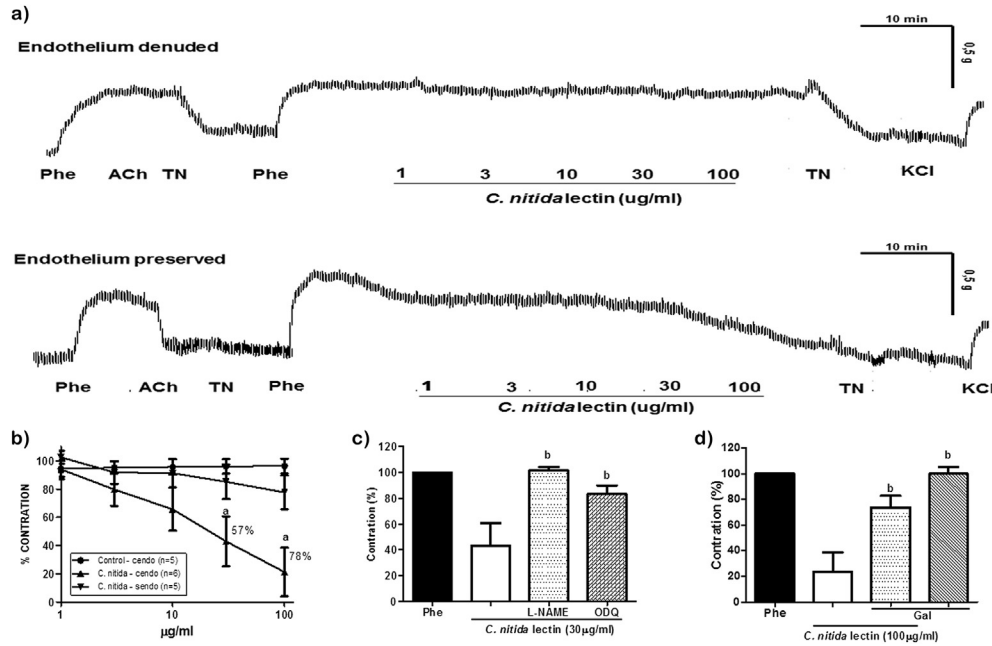 a)
10 min
0,5 g
Endothelium denuded
Phe ACh TN Phe 1 3 10 30 100 TN KCl
C. nitida lectin (ug/ml)
10 min
0,5 g
Endothelium preserved
Phe ACh TN Phe 1 3 10 30 100 TN KCl
C. nitida lectin (ug/ml)
b)
% CONTRATION
100
80
60
40
20
0
a
57%
a
78%
Control - cendo (n=5)
C. nitida - cendo (n=6)
C. nitida - sendo (n=5)
1 10 100
µg/ml
c)
Contration (%)
120
100
80
60
40
20
0
b
b
Phe L-NAME ODQ
C. nitida lectin (30µg/ml)
d)
Contration (%)
120
100
80
60
40
20
0
b
b
Phe Gal
C. nitida lectin (100µg/ml)